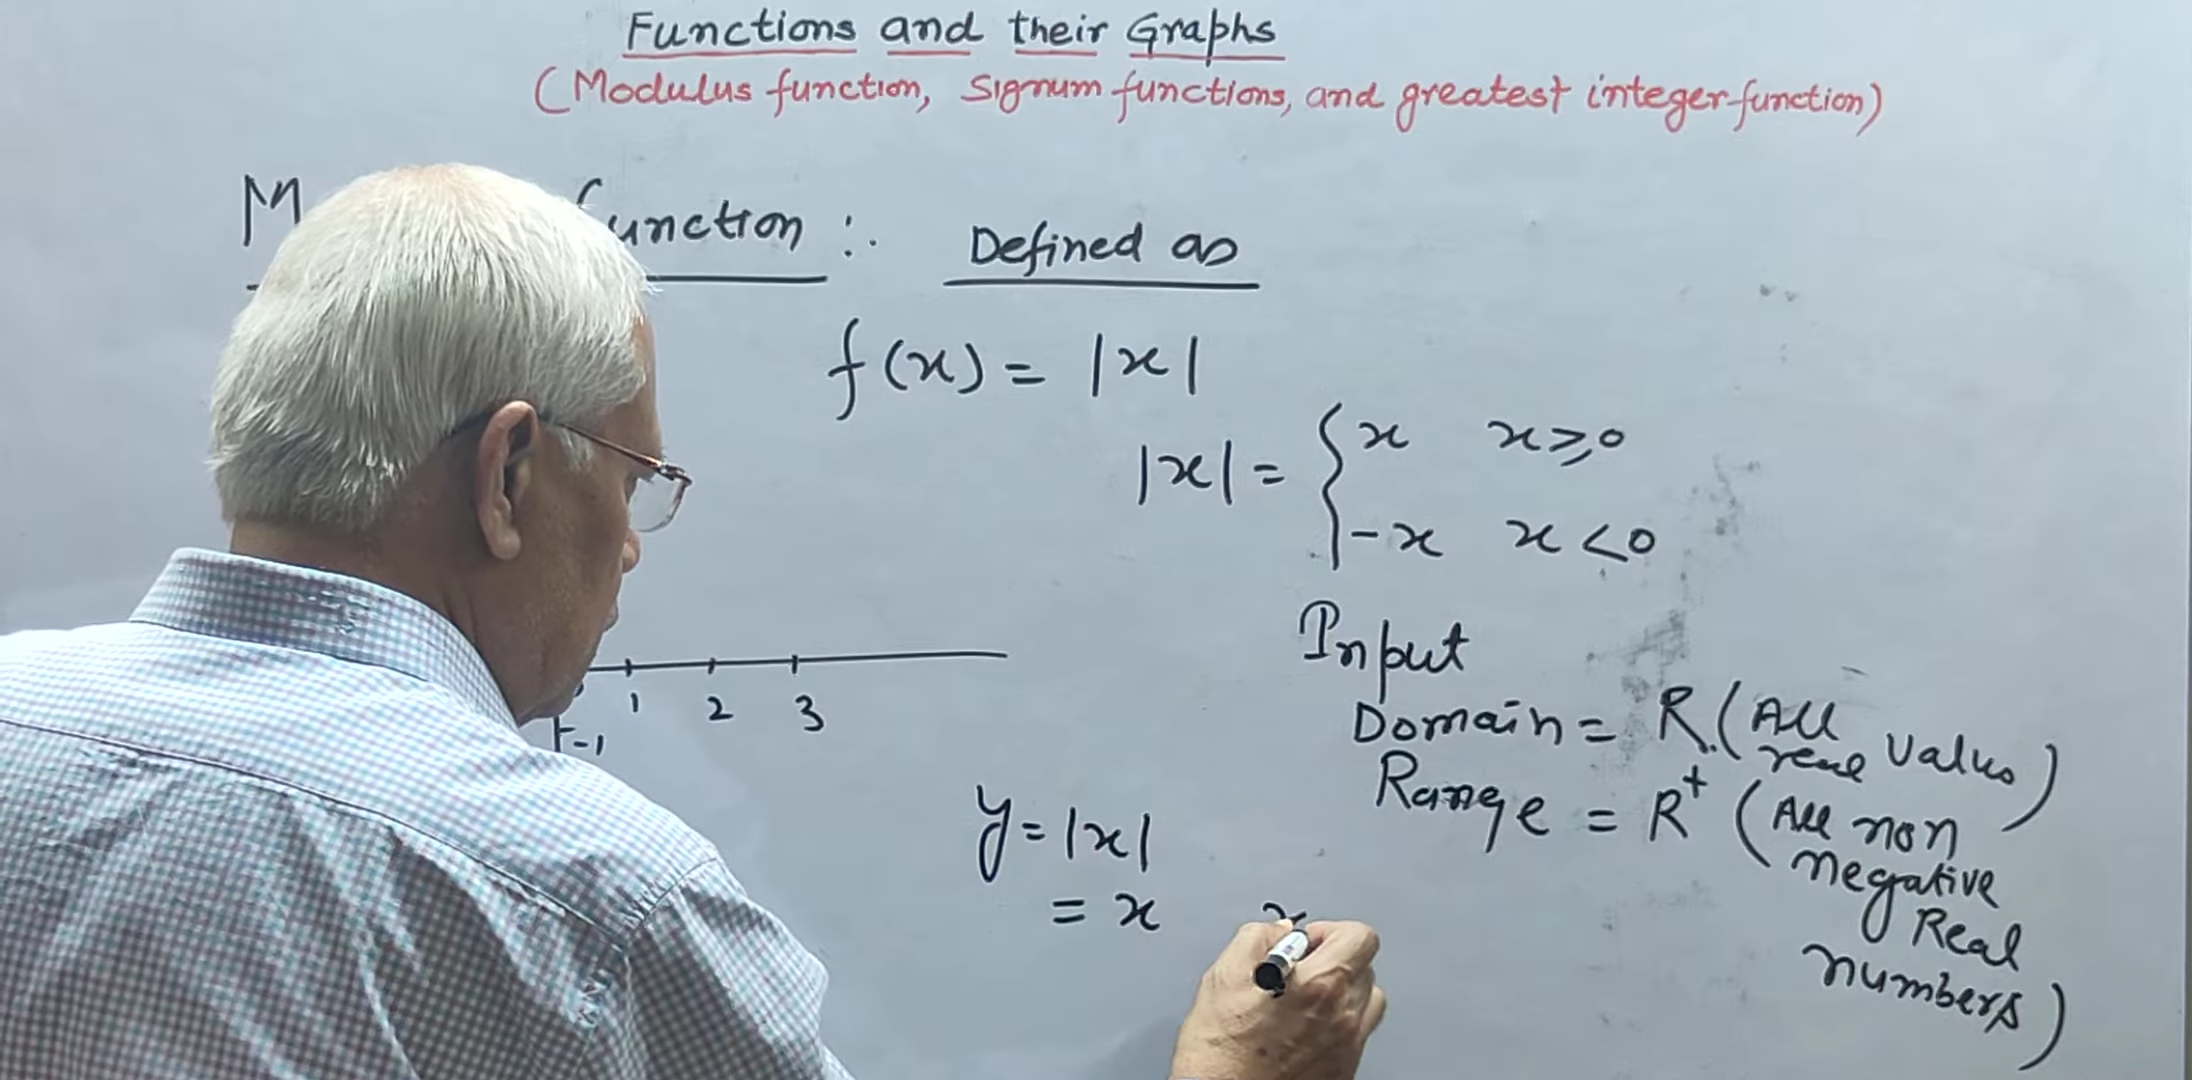 Functions and their Graphs
(Modulus function, Signum functions, and greatest integer function)
function :. Defined as
f(x) = |x|
|x| = { x x ≥ 0
-x x < 0
Input
Domain = R. (All real values)
Range = R⁺ (All non negative Real numbers)
1 2 3
-1
y = |x|
= x x